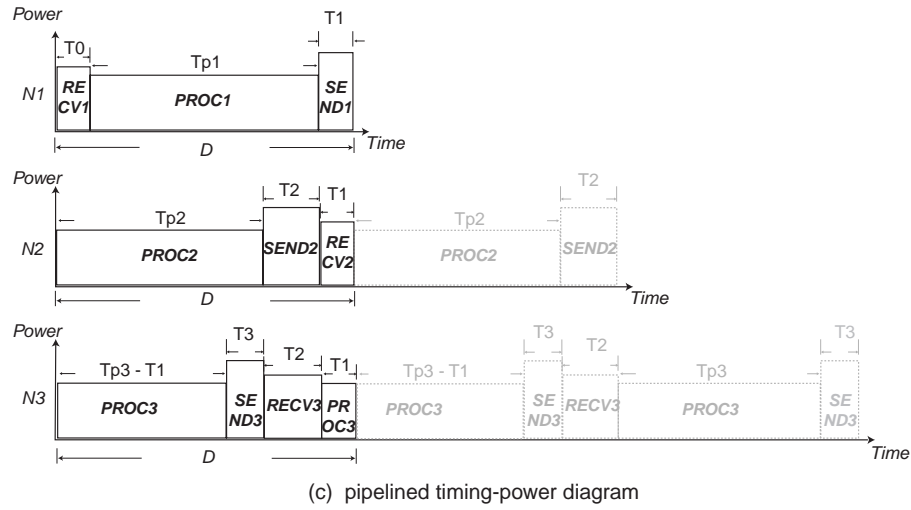 Power
T1
T0
Tp1
N1
RE
CV1
PROC1
SE
ND1
D
Time
Power
T2
T1
T2
Tp2
Tp2
N2
PROC2
SEND2
RE
CV2
PROC2
SEND2
D
Time
Power
T3
T2
T1
T3
T2
Tp3 - T1
Tp3 - T1
Tp3
T3
N3
PROC3
SE
ND3
RECV3
PR
OC3
PROC3
SE
ND3
RECV3
PROC3
SE
ND3
D
Time
(c) pipelined timing-power diagram